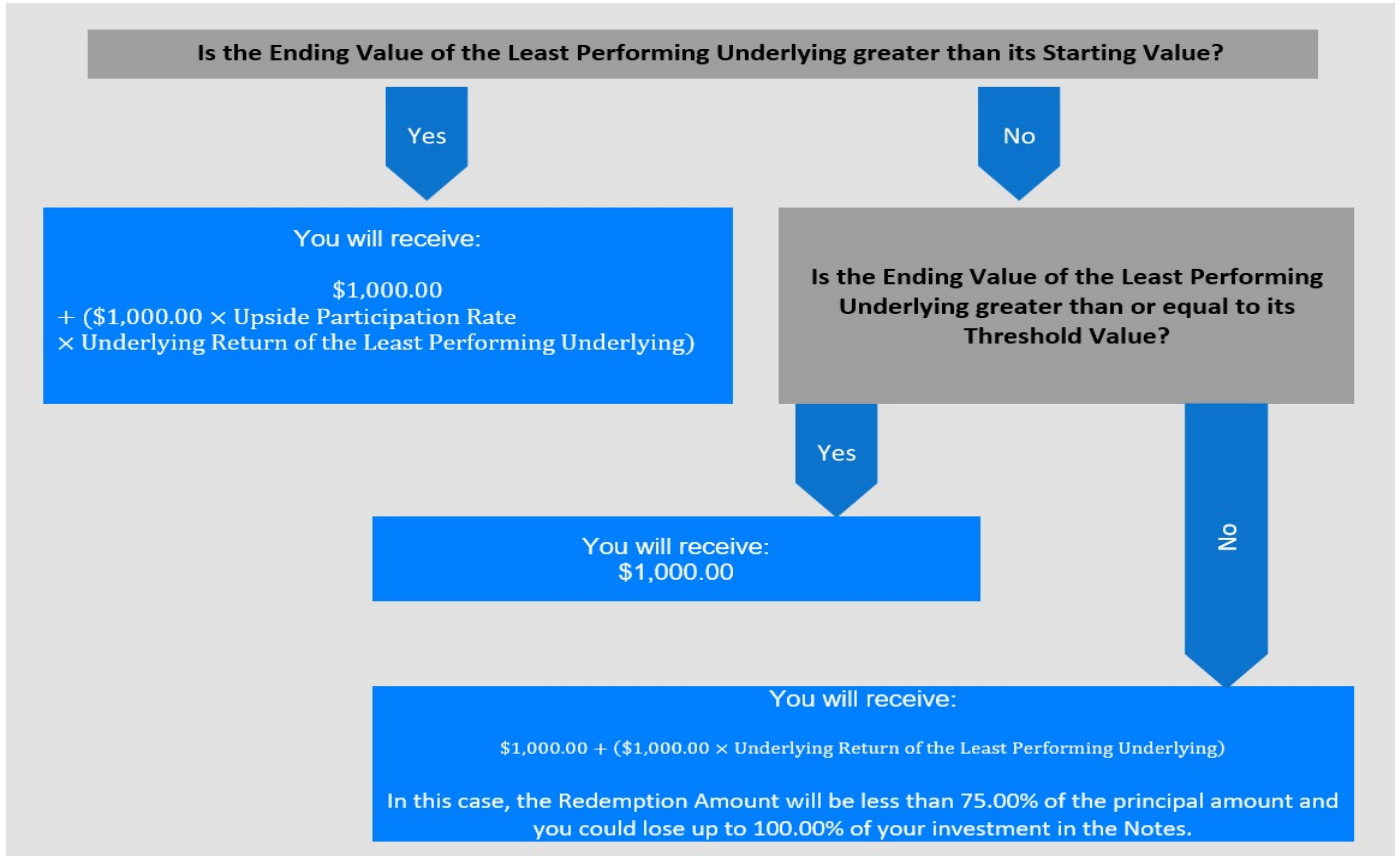 Is the Ending Value of the Least Performing Underlying greater than its Starting Value?
Yes
No
You will receive:
$1,000.00
+ ($1,000.00 × Upside Participation Rate
× Underlying Return of the Least Performing Underlying)
Is the Ending Value of the Least Performing
Underlying greater than or equal to its
Threshold Value?
Yes
No
You will receive:
$1,000.00
You will receive:
$1,000.00 + ($1,000.00 × Underlying Return of the Least Performing Underlying)
In this case, the Redemption Amount will be less than 75.00% of the principal amount and
you could lose up to 100.00% of your investment in the Notes.